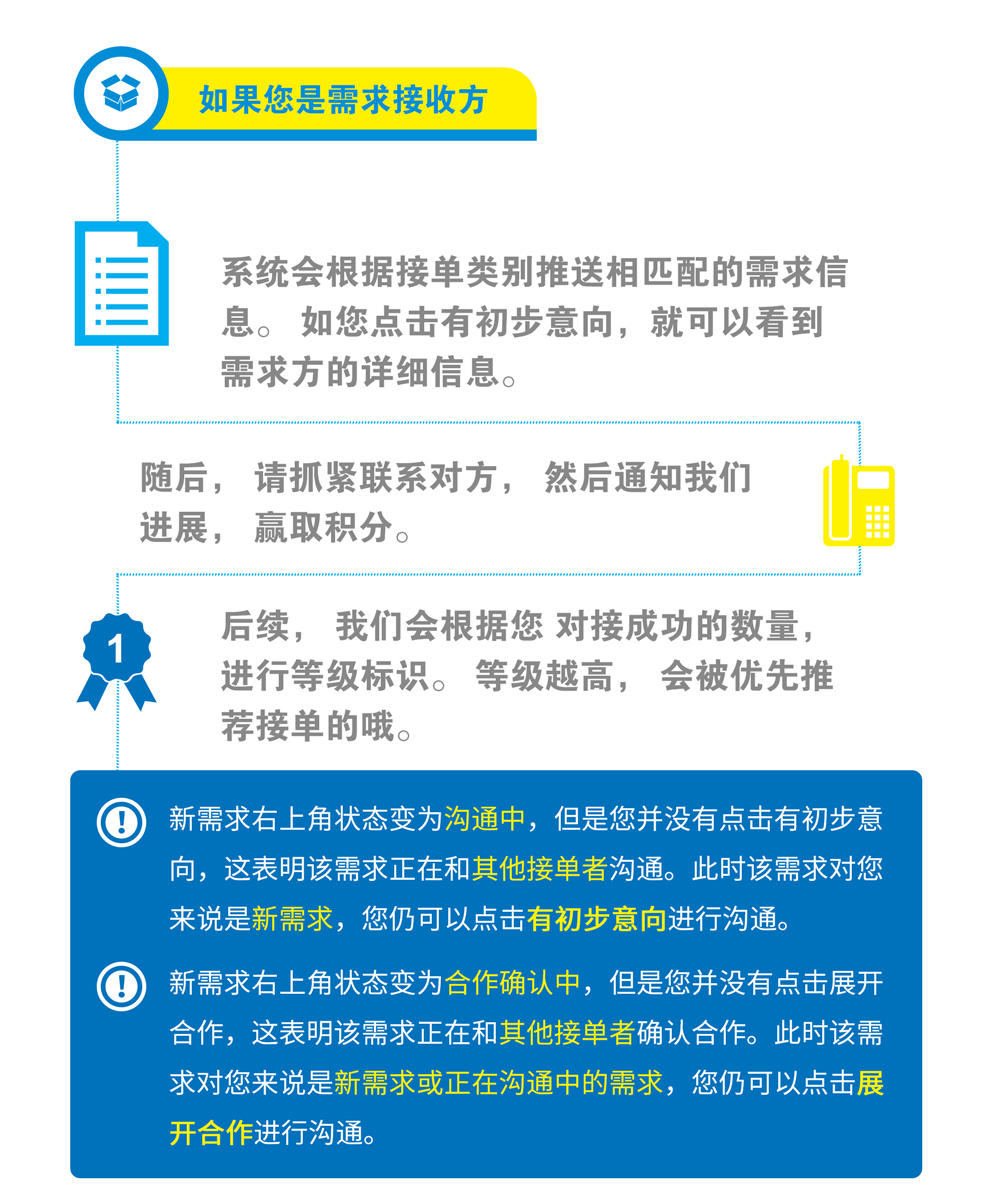 如果您是需求接收方
系统会根据接单类别推送相匹配的需求信
息。 如您点击有初步意向，就可以看到
需求方的详细信息。
随后， 请抓紧联系对方， 然后通知我们
进展， 赢取积分。
1
后续， 我们会根据您 对接成功的数量，
进行等级标识。 等级越高， 会被优先推
荐接单的哦。
新需求右上角状态变为沟通中，但是您并没有点击有初步意
向，这表明该需求正在和其他接单者沟通。此时该需求对您
来说是新需求，您仍可以点击有初步意向进行沟通。
新需求右上角状态变为合作确认中，但是您并没有点击展开
合作，这表明该需求正在和其他接单者确认合作。此时该需
求对您来说是新需求或正在沟通中的需求，您仍可以点击展
开合作进行沟通。